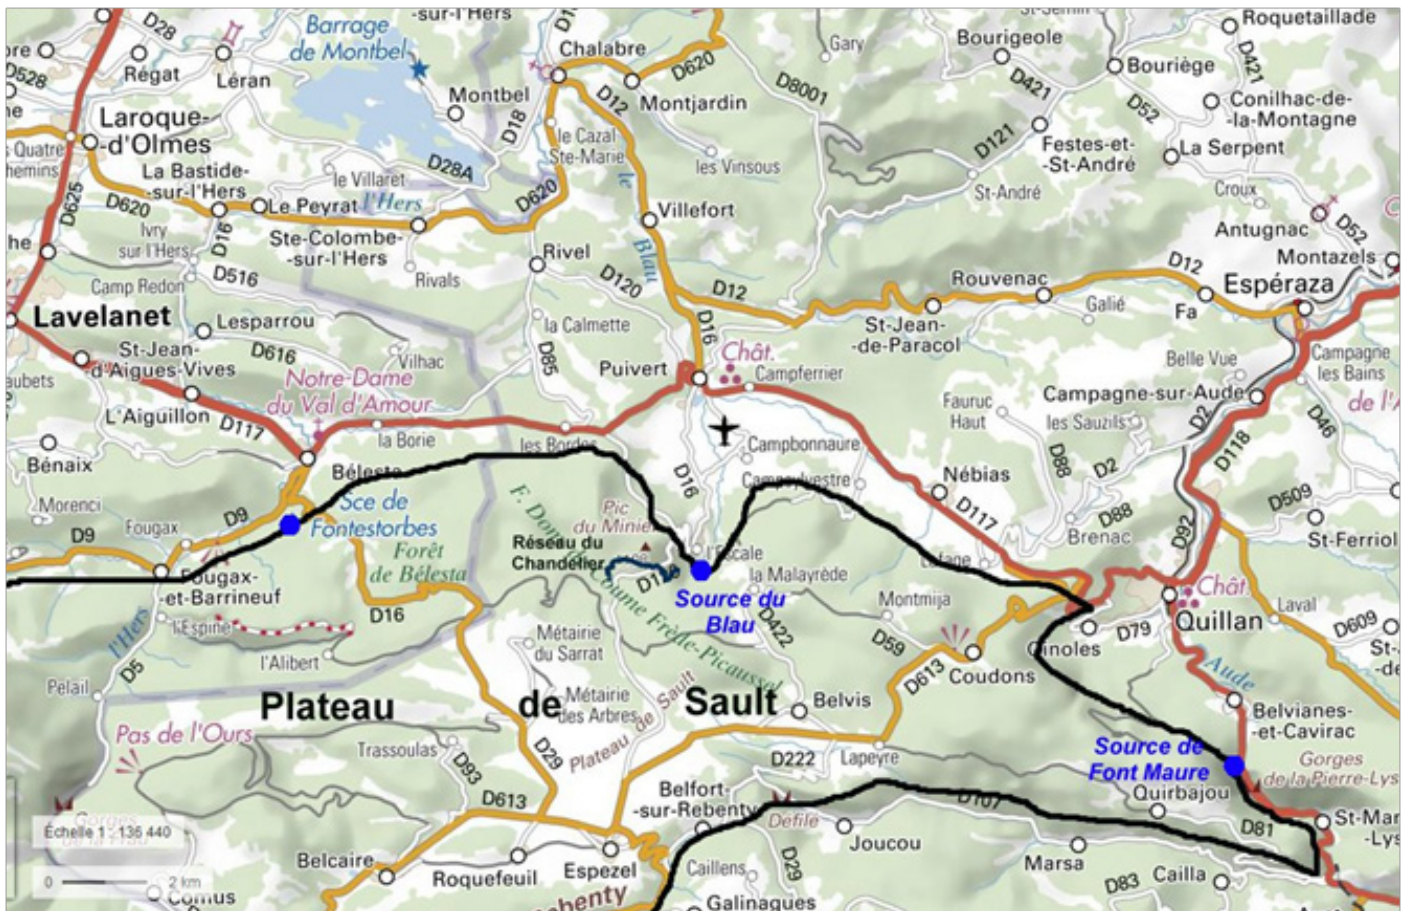 -sur-l'Hers
Barrage
de Montbel
D28
Régat
Léran
D528
Chalabre
D620
Gary
D8001
Bourigeole
Roquetaillade
D421
Bouriège
D421
D52
Conilhac-de-
-la-Montagne
Laroque-
-d'Olmes
Montbel
D18
D12
Montjardin
D121
Festes-et-
-St-André
La Serpent
le Cazal
Ste-Marie
les Vinsous
St-André
Croux
D28A
La Bastide-
-sur-l'Hers
le Villaret
D625
D620
Le Peyrat
l'Hers
D620
le
Blau
Villefort
Antugnac
D52
Montazels
Ivry
sur l'Hers
D16
Ste-Colombe-
-sur-l'Hers
Rivel
D516
Rivals
Camp Redon
D120
D12
Rouvenac
D12
Espéraza
Galié
Fa
Lavelanet
Lesparrou
la Calmette
D16
St-Jean-
-de-Paracol
St-Jean-
-d'Aigues-Vives
D616
Vilhac
D85
Puivert
Chât.
Campferrier
Belle Vue
Campagne
les Bains
Notre-Dame
du Val d'Amour
Fauruc
Haut
Campagne-sur-Aude
L'Aiguillon
D117
la Borie
les Bordes
les Sauzils
D2
D46
D118
Bénaix
Bélesta
Campbonnaure
D16
Campsylvestre
Nébias
D88
D2
D509
Morenci
Fougax
D9
D9
Sce de
Fontestorbes
Pic
du Minier
D117
D88
Brenac
D92
St-Ferriol
Forêt
de Bélesta
Réseau du
Chandelier
l'Escale
la Malayrède
Fougax-
-et-Barrineuf
D16
Source du
Blau
D422
Montmija
Chât.
Quillan
Laval
D609
l'Espine
l'Hers
D5
l'Alibert
Métairie
du Sarrat
Coume Frède-Picaussel
D59
D79
Ginoles
Coudons
D613
Aude
Pelail
Plateau de Sault
Métairie
des Arbres
Plateau de Sault
Belvis
Belvianes-
-et-Cavirac
Pas de l'Ours
Trassoulas
D93
D29
D222
Lapeyre
Source de
Font Maure
Gorges
de la Pierre-Lys
Belfort-
-sur-Rebenty
D107
Quirbajou
D613
Défilé
Joucou
D81
Échelle 1 : 136 440
Belcaire
Roquefeuil
Espezel
Marsa
Caillens
D29
D83
Cailla
0
2 km
Comus
Galinagues